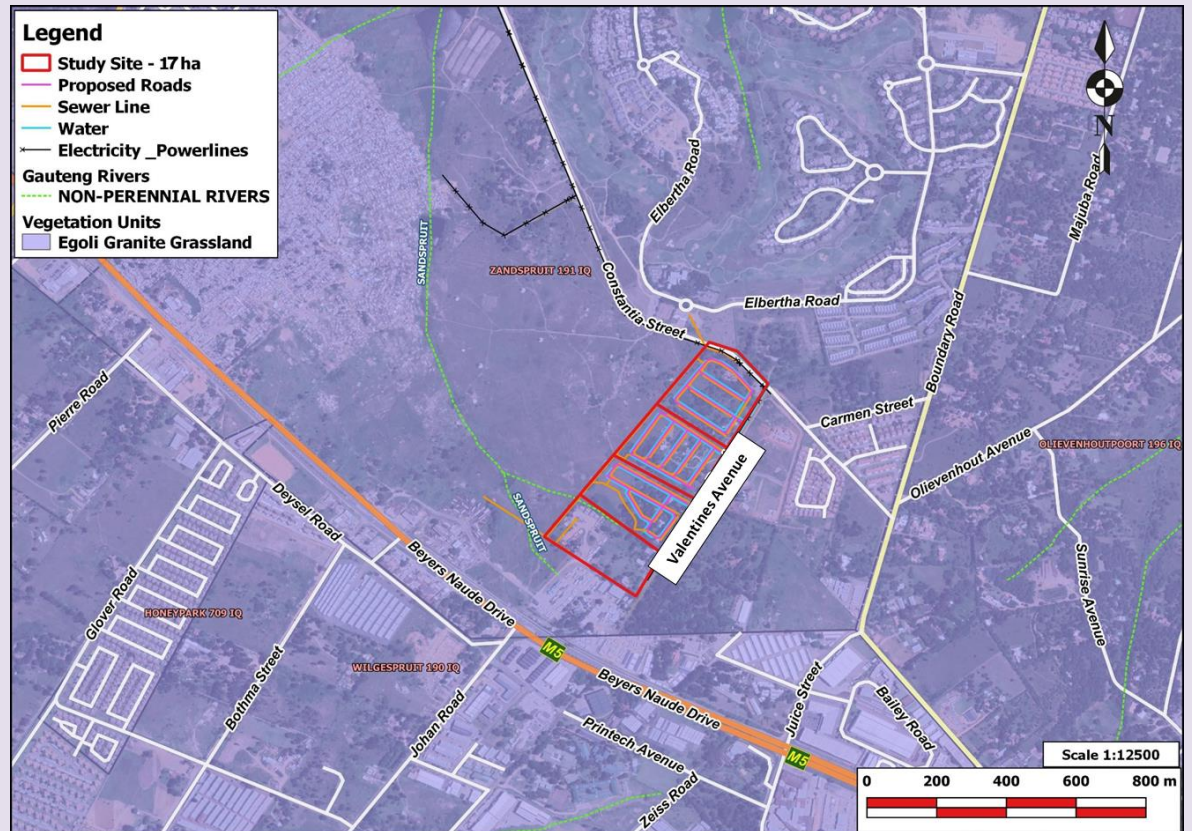 Legend
Study Site - 17 ha
Proposed Roads
Sewer Line
Water
Electricity _Powerlines
Gauteng Rivers
NON-PERENNIAL RIVERS
Vegetation Units
Egoli Granite Grassland
N
Elbertha Road
Majuba Road
SANDSPRUIT
ZANDSPRUIT 191 IQ
Constantia Street
Elbertha Road
Boundary Road
Pierre Road
Carmen Street
OLIEVENHOUTPOORT 196 IQ
Olievenhout Avenue
Valentines Avenue
Deysel Road
SANDSPRUIT
Beyers Naude Drive
Sunrise Avenue
Glover Road
HONEYPARK 709 IQ
M5
WILGESPRUIT 190 IQ
Bothma Street
Beyers Naude Drive
Juice Street
Bailey Road
Johan Road
Printech Avenue
M5
Zeiss Road
Scale 1:12500
0 200 400 600 800 m